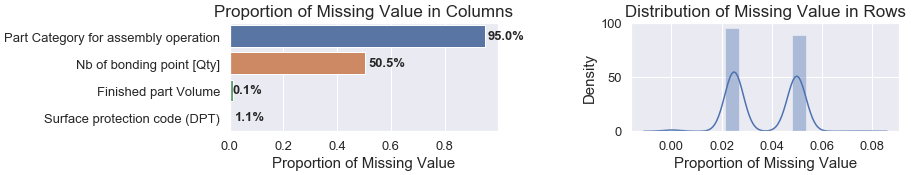 Proportion of Missing Value in Columns
Part Category for assembly operation
95.0%
Nb of bonding point [Qty]
50.5%
Finished part Volume
0.1%
Surface protection code (DPT)
1.1%
0.0 0.2 0.4 0.6 0.8
Proportion of Missing Value
Distribution of Missing Value in Rows
100
50
0
Density
0.00 0.02 0.04 0.06 0.08
Proportion of Missing Value